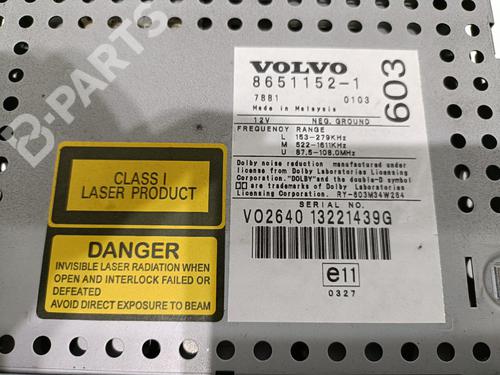 B-PARTS
VOLVO
8651152-1
7BB1 0103
Made in Malaysia
603
12V NEG. GROUND
FREQUENCY RANGE
L 153-279KHz
M 522-1611KHz
U 87.5-108.0MHz
Dolby noise reduction manufactured under
license from Dolby Laboratories Licensing
Corporation. "DOLBY" and the double-D symbol
are trademarks of Dolby Laboratories
Licensing Corporation. RY-603M34W264
SERIAL NO.
VO2640 13221439G
e11
0327
CLASS I
LASER PRODUCT
DANGER
INVISIBLE LASER RADIATION WHEN
OPEN AND INTERLOCK FAILED OR
DEFEATED
AVOID DIRECT EXPOSURE TO BEAM